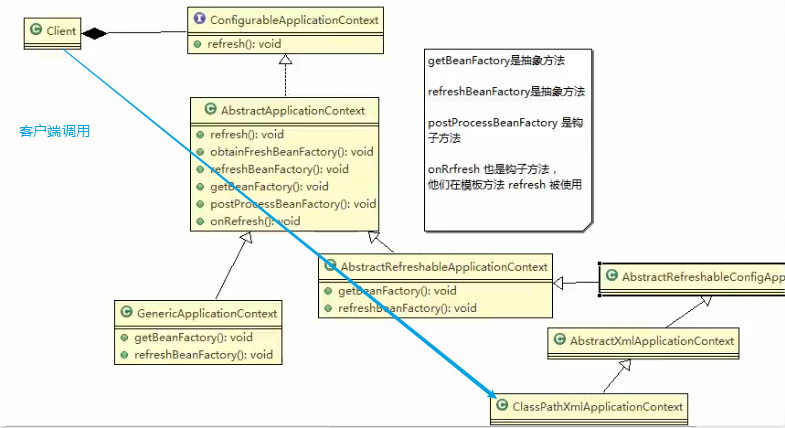 Client
ConfigurableApplicationContext
refresh(): void
客户端调用
AbstractApplicationContext
refresh(): void
obtainFreshBeanFactory(): void
refreshBeanFactory(): void
getBeanFactory(): void
postProcessBeanFactory(): void
onRefresh(): void
getBeanFactory是抽象方法
refreshBeanFactory是抽象方法
postProcessBeanFactory 是钩
子方法
onRrfresh 也是钩子方法，
他们在模板方法 refresh 被使用
AbstractRefreshableApplicationContext
getBeanFactory(): void
refreshBeanFactory(): void
AbstractRefreshableConfigApp
GenericApplicationContext
getBeanFactory(): void
refreshBeanFactory(): void
AbstractXmlApplicationContext
ClassPathXmlApplicationContext